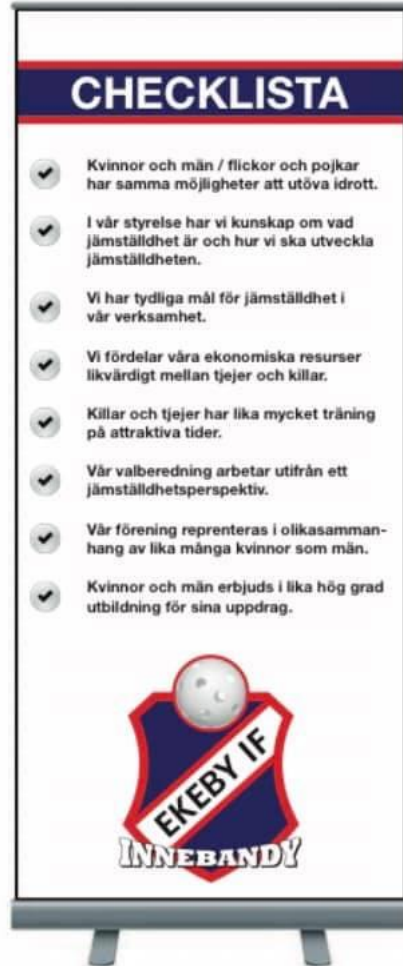 CHECKLISTA
Kvinnor och män / flickor och pojkar
har samma möjligheter att utöva idrott.
I vår styrelse har vi kunskap om vad
jämställdhet är och hur vi ska utveckla
jämställdheten.
Vi har tydliga mål för jämställdhet i
vår verksamhet.
Vi fördelar våra ekonomiska resurser
likvärdigt mellan tjejer och killar.
Killar och tjejer har lika mycket träning
på attraktiva tider.
Vår valberedning arbetar utifrån ett
jämställdhetsperspektiv.
Vår förening reprenteras i olikasamman-
hang av lika många kvinnor som män.
Kvinnor och män erbjuds i lika hög grad
utbildning för sina uppdrag.
EKEBY IF
INNEBANDY